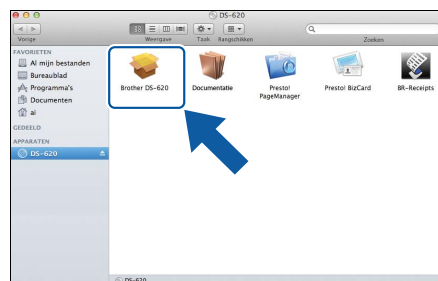 DS-620
Vorige
Weergave
Taak
Rangschikken
Zoeken
FAVORIETEN
Al mijn bestanden
Bureaublad
Programma's
Documenten
al
GEDEELD
APPARATEN
DS-620
Brother DS-620
Documentatie
Presto!
PageManager
Presto! BizCard
BR-Receipts
DS-620